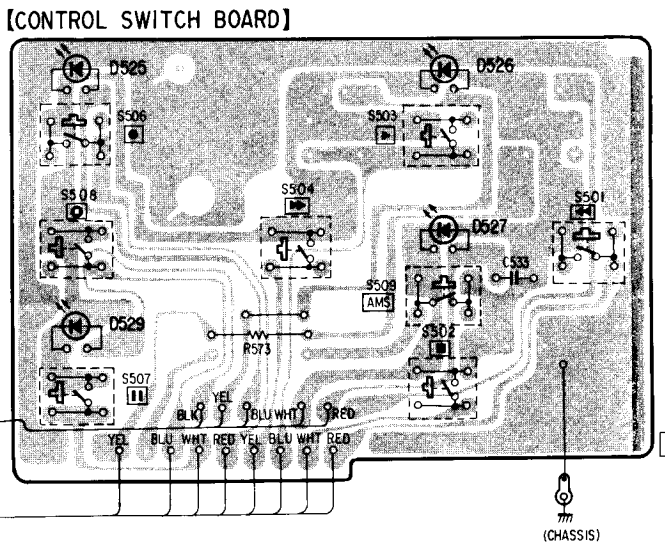 【CONTROL SWITCH BOARD】
D525
D526
S506
S503
S508
S504
S501
D527
C533
S509
AMS
D529
S502
R573
S507
YEL
BLK
BLU WHT
RED
YEL BLU WHT RED YEL BLU WHT RED
(CHASSIS)